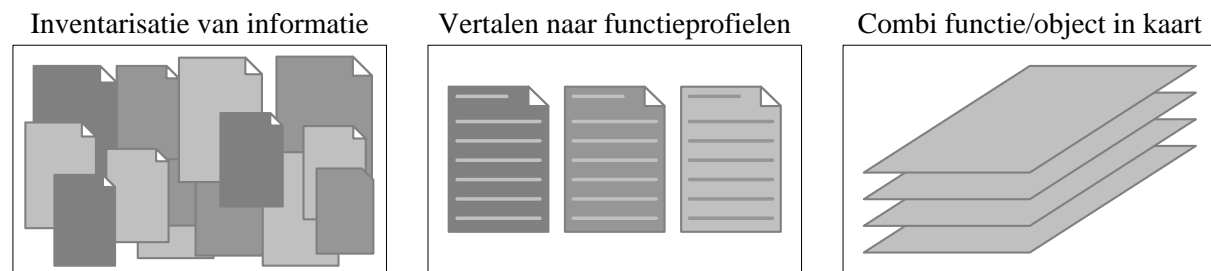 Inventarisatie van informatie
Vertalen naar functieprofielen
Combi functie/object in kaart